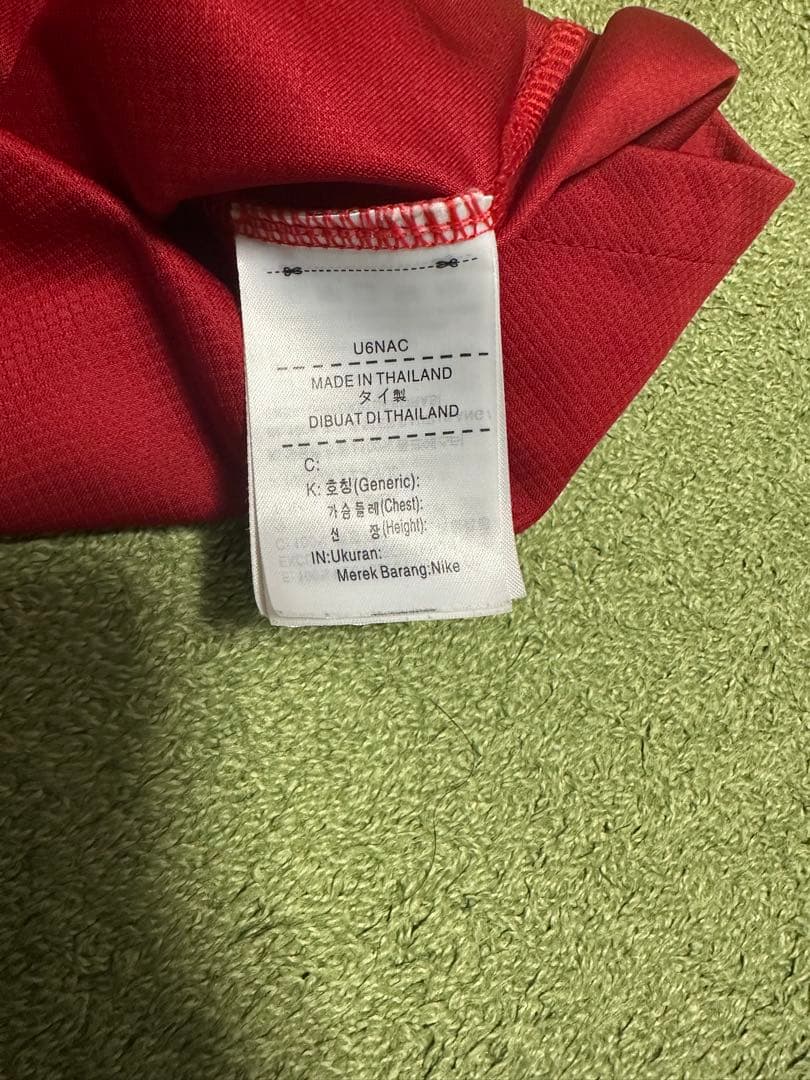 U6NAC
MADE IN THAILAND
タイ製
DIBUAT DI THAILAND
C:
K: 호칭(Generic):
가슴둘레(Chest):
신 장(Height):
IN:Ukuran:
Merek Barang:Nike